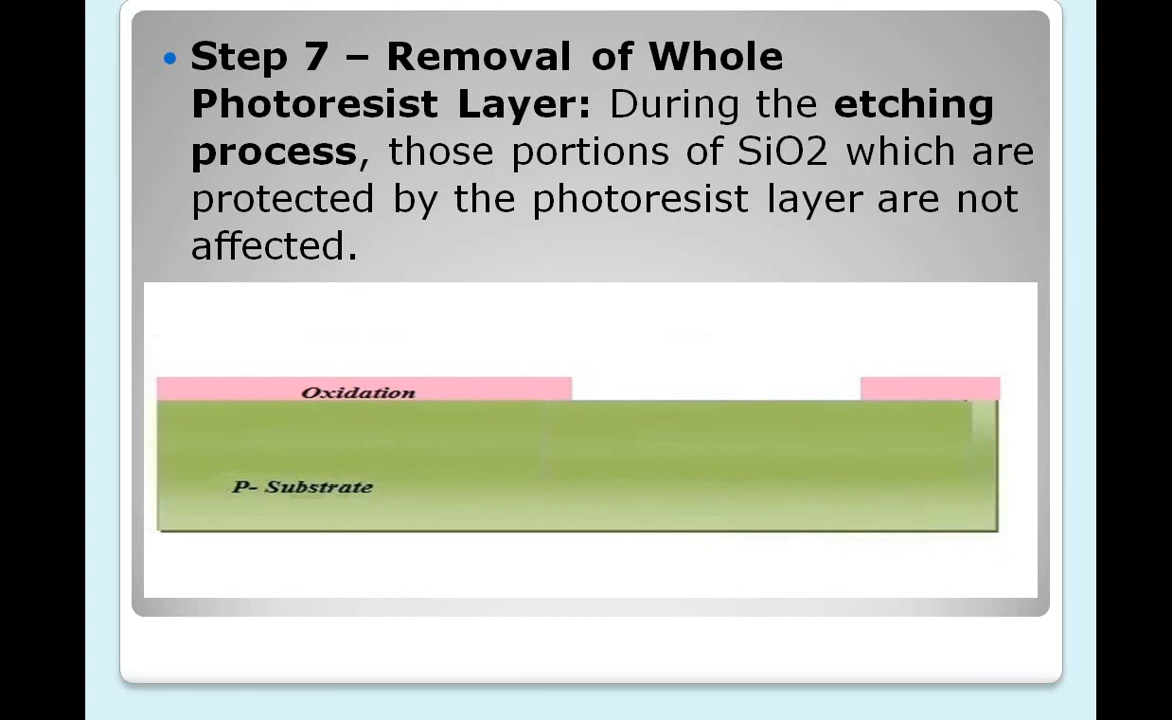 • Step 7 – Removal of Whole
Photoresist Layer: During the etching
process, those portions of SiO2 which are
protected by the photoresist layer are not
affected.
Oxidation
P- Substrate